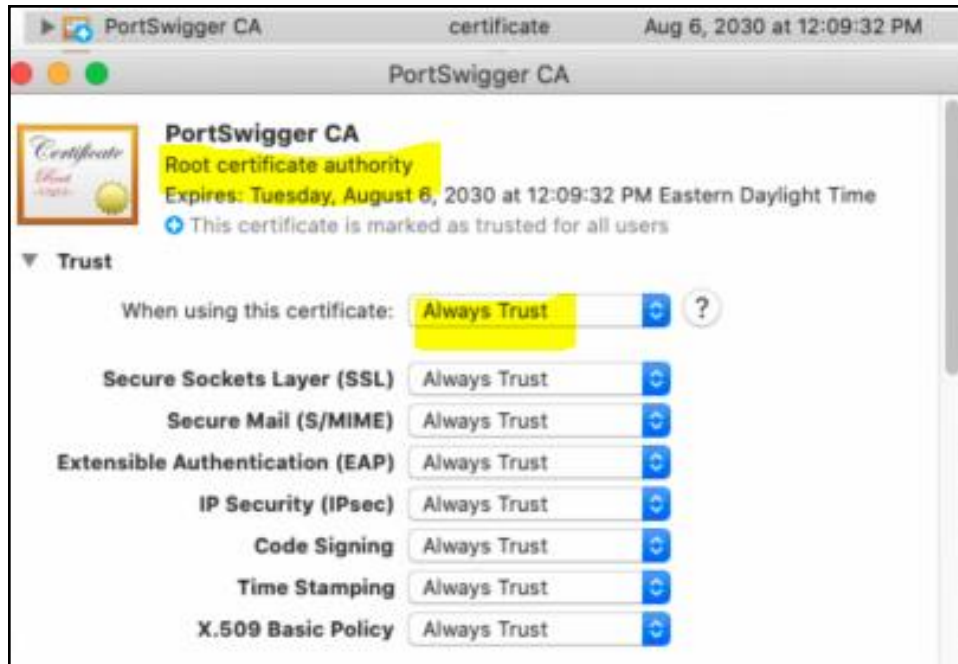 PortSwigger CA certificate Aug 6, 2030 at 12:09:32 PM
PortSwigger CA
Certificate
Root
PortSwigger CA
Root certificate authority
Expires: Tuesday, August 6, 2030 at 12:09:32 PM Eastern Daylight Time
This certificate is marked as trusted for all users
Trust
When using this certificate: Always Trust ?
Secure Sockets Layer (SSL) Always Trust
Secure Mail (S/MIME) Always Trust
Extensible Authentication (EAP) Always Trust
IP Security (IPsec) Always Trust
Code Signing Always Trust
Time Stamping Always Trust
X.509 Basic Policy Always Trust